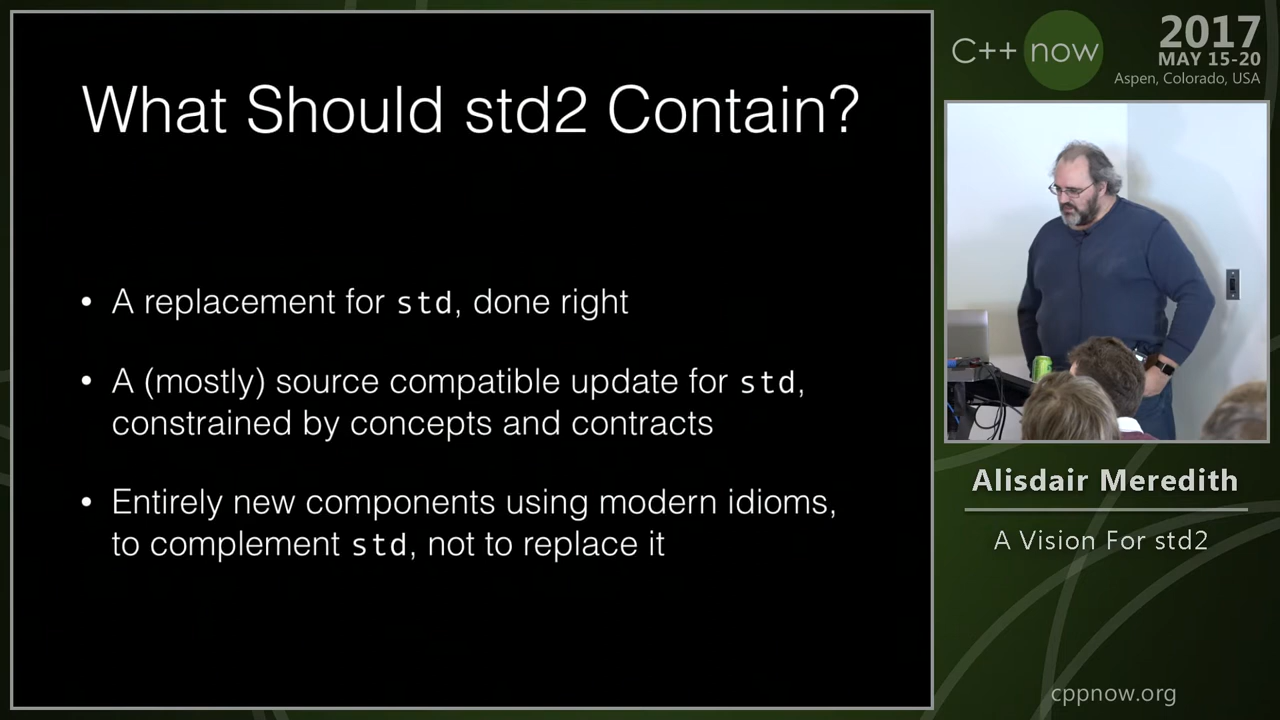 What Should std2 Contain?
• A replacement for std, done right
• A (mostly) source compatible update for std,
constrained by concepts and contracts
• Entirely new components using modern idioms,
to complement std, not to replace it
C++ now
2017
MAY 15-20
Aspen, Colorado, USA
Alisdair Meredith
A Vision For std2
cppnow.org